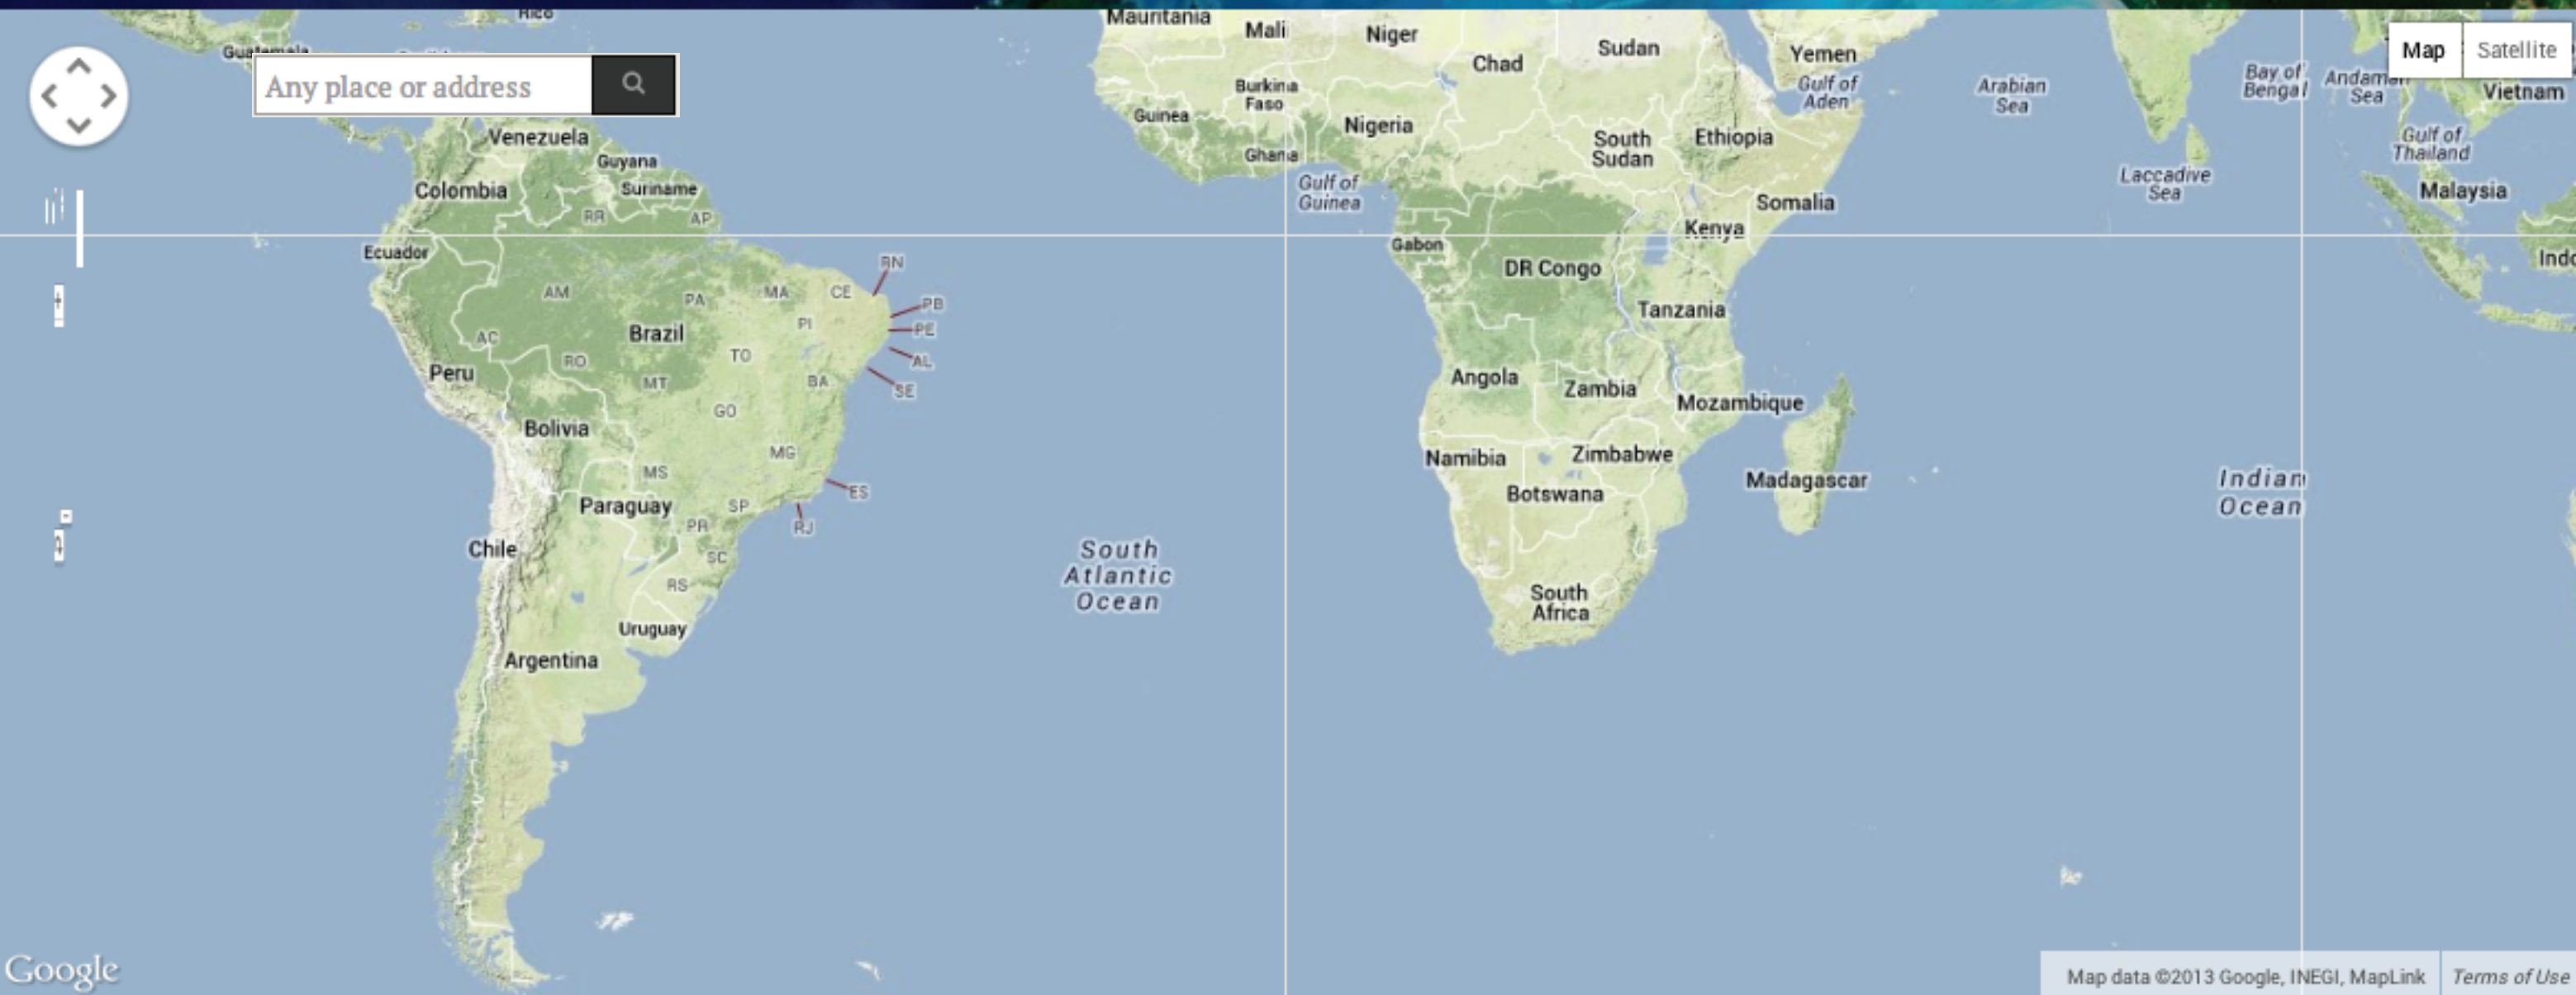 Rico
Mauritania
Mali
Niger
Chad
Sudan
Yemen
Gulf of
Aden
Arabian
Sea
Bay of
Bengal
Andaman
Sea
Map
Satellite
Vietnam
Guatemala
Any place or address
Burkina
Faso
Guinea
Ghana
Nigeria
South
Sudan
Ethiopia
Gulf of
Thailand
Venezuela
Guyana
Suriname
Colombia
RR
AP
Gulf of
Guinea
Somalia
Laccadive
Sea
Malaysia
Ecuador
Gabon
Kenya
Indo
RN
DR Congo
AM
PA
MA
CE
PB
Tanzania
AC
Brazil
PI
PE
RO
TO
AL
Peru
MT
BA
SE
Angola
Zambia
Mozambique
GO
Bolivia
MG
Namibia
Zimbabwe
MS
Madagascar
Indian
Ocean
Botswana
Paraguay
SP
ES
PR
RJ
Chile
SC
South
Atlantic
Ocean
RS
South
Africa
Uruguay
Argentina
Google
Map data ©2013 Google, INEGI, MapLink
Terms of Use